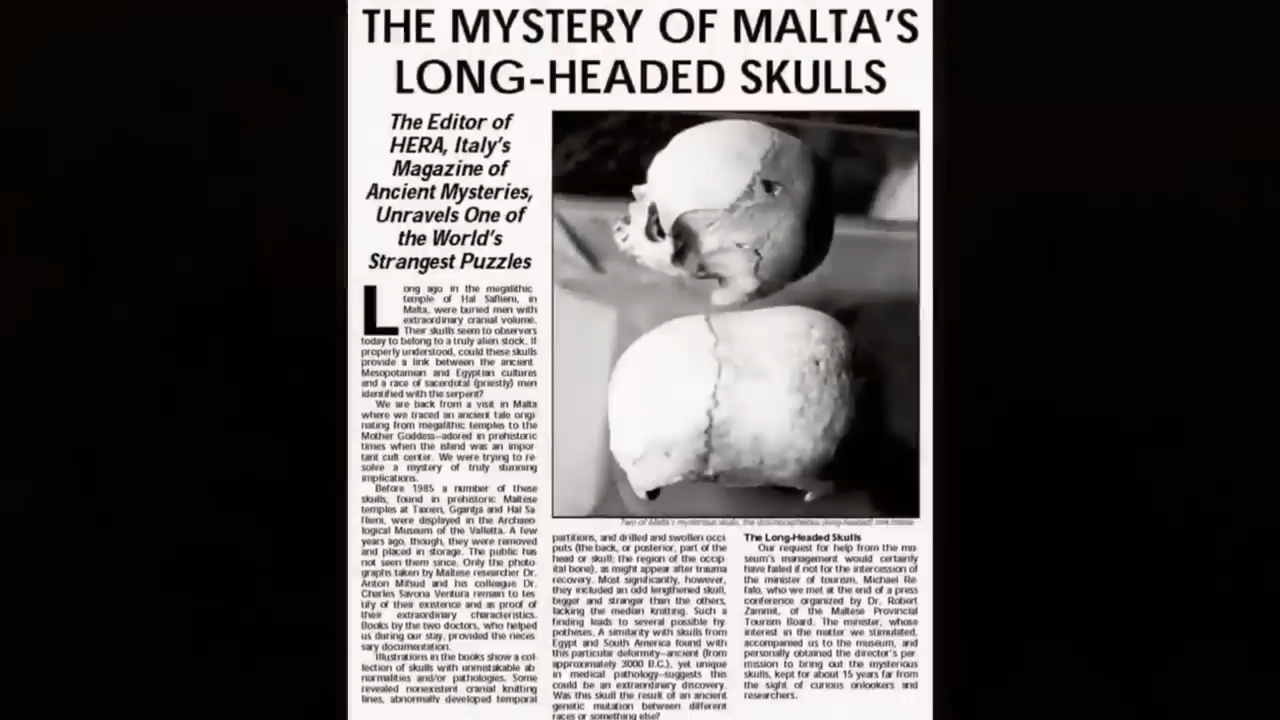 THE MYSTERY OF MALTA'S
LONG-HEADED SKULLS
The Editor of
HERA, Italy's
Magazine of
Ancient Mysteries,
Unravels One of
the World's
Strangest Puzzles
Long ago in the megalithic
temple of Hal Saflieni, in
Malta, were buried men with
extraordinary cranial volume.
Their skulls seem to observers
today to belong to a truly alien stock. If
properly understood, could these skulls
provide a link between the ancient
Mesopotamian and Egyptian cultures
and a race of sacerdotal (priestly) men
identified with the serpent?
We are back from a visit in Malta
where we traced an ancient tale origi-
nating from megalithic temples to the
Mother Goddess—adored in prehistoric
times when the island was an impor-
tant cult center. We were trying to re-
solve a mystery of truly stunning
implications.
Before 1985 a number of these
skulls, found in prehistoric Maltese
temples at Taxien, Ggantja and Hal Sa-
flieni, were displayed in the Archaeo-
logical Museum of the Valletta. A few
years ago, though, they were removed
and placed in storage. The public has
not seen them since. Only the photo-
graphs taken by Maltese researcher Dr.
Anton Mifsud and his colleague Dr.
Charles Savona Ventura remain to tes-
tify of their existence and as proof of
their extraordinary characteristics.
Books by the two doctors, who helped
us during our stay, provided the neces-
sary documentation.
Illustrations in the books show a col-
lection of skulls with unmistakable ab-
normalities and/or pathologies. Some
revealed nonexistent cranial knitting
lines, abnormally developed temporal
Two of Malta's mysterious skulls, the
partitions, and drilled and swollen occi-
puts (the back, or posterior, part of the
head or skull; the region of the occip-
ital bone), as might appear after trauma
recovery. Most significantly, however,
they included an odd lengthened skull,
bigger and stranger than the others,
lacking the median knitting. Such a
finding leads to several possible hy-
potheses. A similarity with skulls from
Egypt and South America found with
this particular deformity—ancient (from
approximately 3000 B.C.), yet unique
in medical pathology—suggests this
could be an extraordinary discovery.
Was this skull the result of an ancient
genetic mutation between different
races or something else?
The Long-Headed Skulls
Our request for help from the mu-
seum's management would certainly
have failed if not for the intercession of
the minister of tourism, Michael Re-
falo, who we met at the end of a press
conference organized by Dr. Robert
Zammit, of the Maltese Provincial
Tourism Board. The minister, whose
interest in the matter we stimulated,
accompanied us to the museum, and
personally obtained the director's per-
mission to bring out the mysterious
skulls, kept for about 15 years far from
the sight of curious onlookers and
researchers.